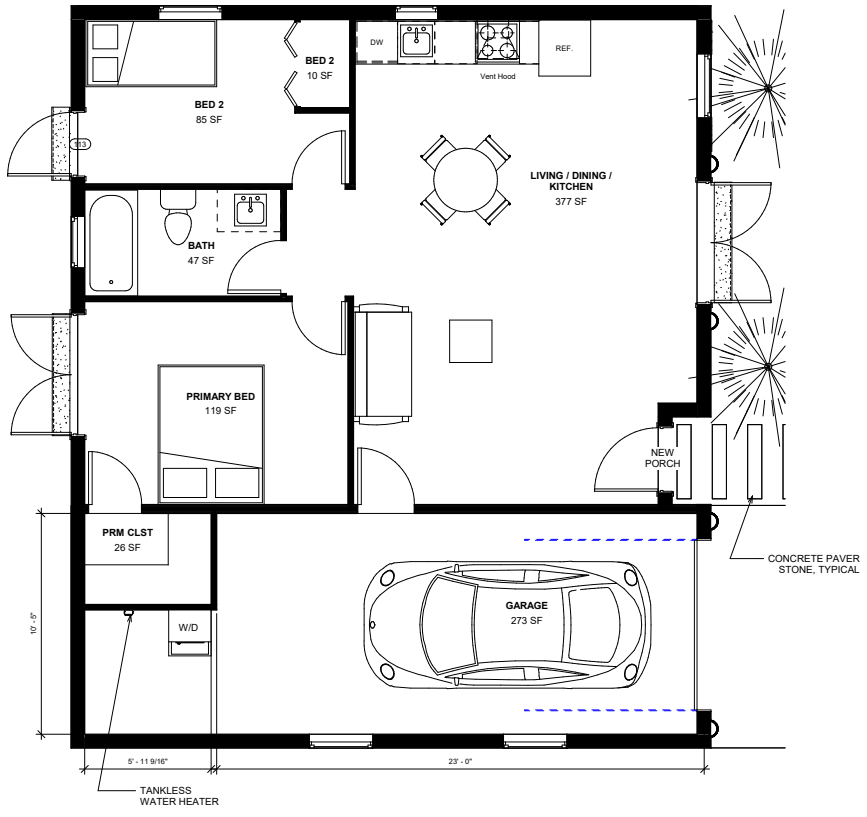 DW
REF.
Vent Hood
BED 2
10 SF
BED 2
85 SF
113
LIVING / DINING /
KITCHEN
377 SF
BATH
47 SF
PRIMARY BED
119 SF
NEW
PORCH
PRM CLST
26 SF
CONCRETE PAVER
STONE, TYPICAL
W/D
GARAGE
273 SF
10' - 5"
5' - 11 9/16"
23' - 0"
TANKLESS
WATER HEATER